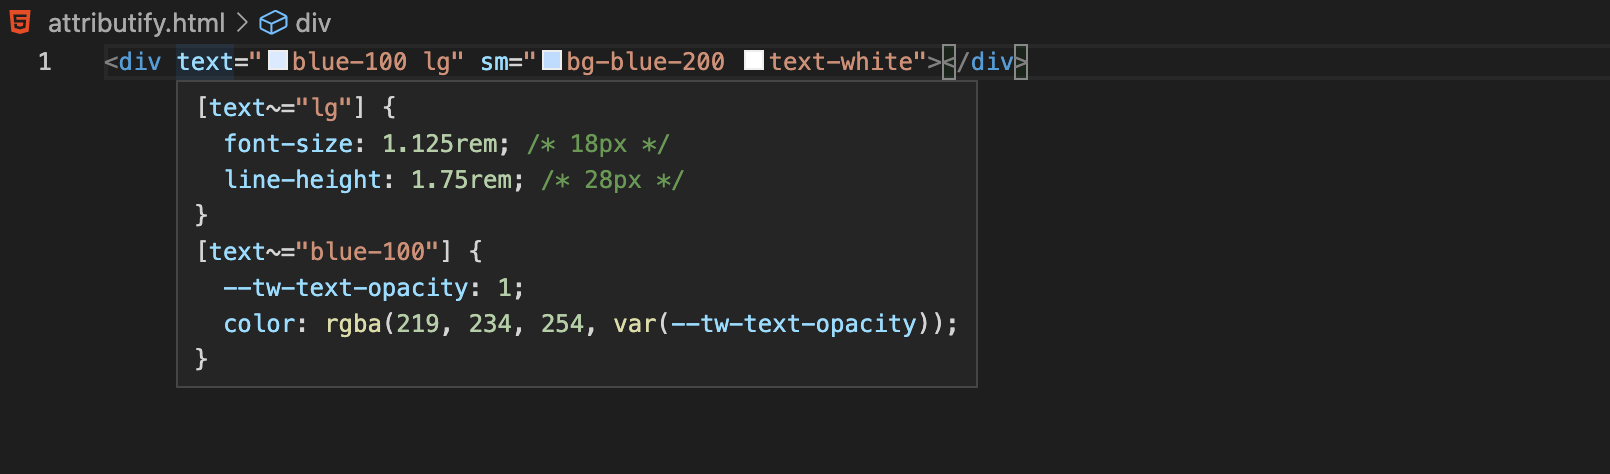 attributify.html > div
1 <div text="blue-100 lg" sm="bg-blue-200 text-white"></div>
[text~="lg"] {
  font-size: 1.125rem; /* 18px */
  line-height: 1.75rem; /* 28px */
}
[text~="blue-100"] {
  --tw-text-opacity: 1;
  color: rgba(219, 234, 254, var(--tw-text-opacity));
}